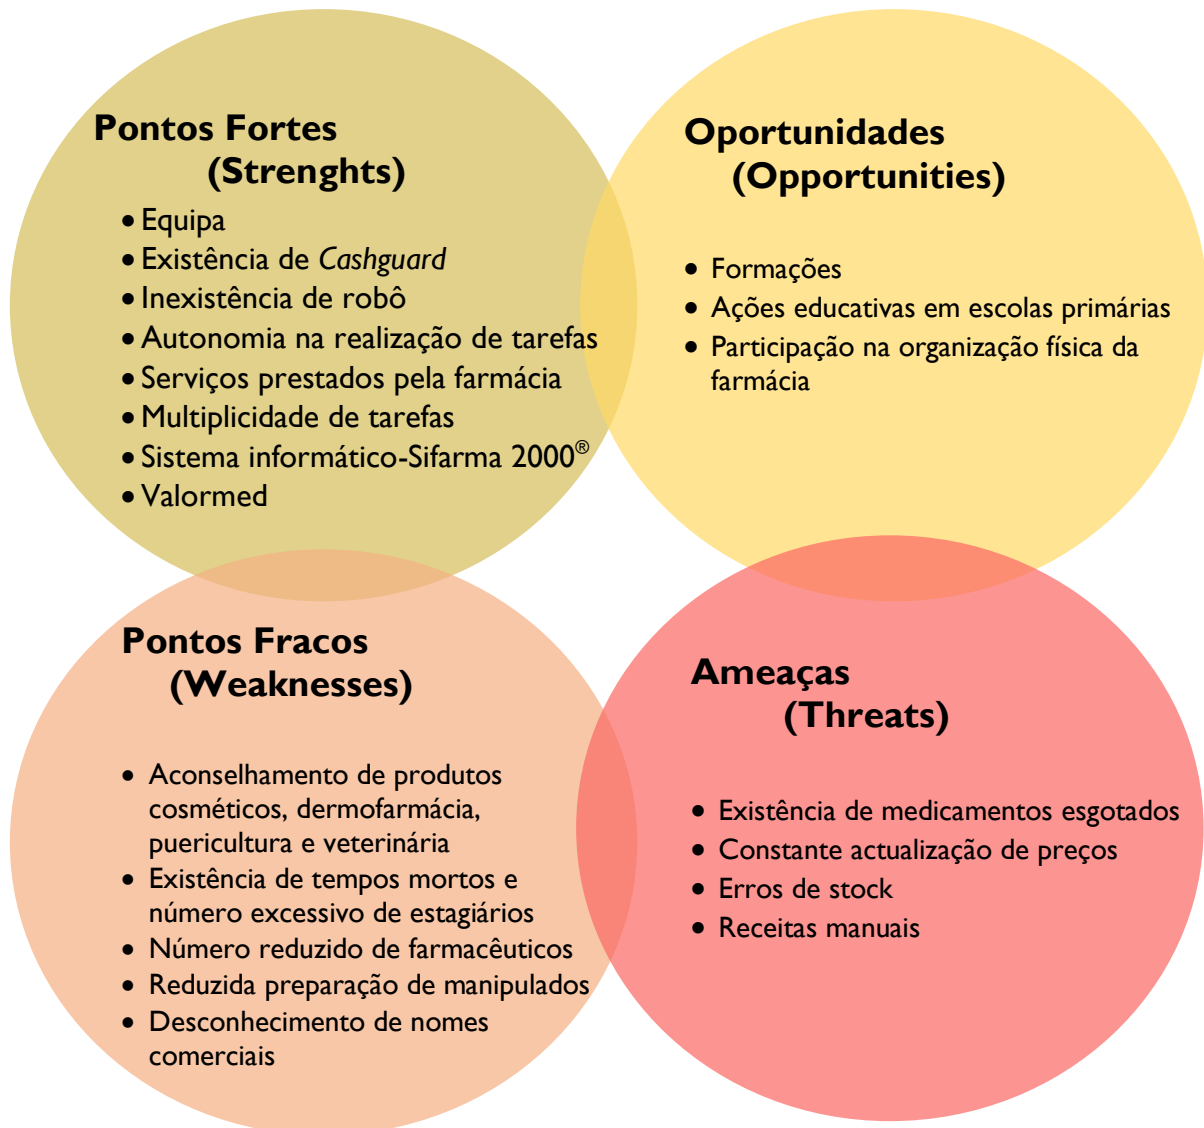 Pontos Fortes
(Strenghts)
• Equipa
• Existência de Cashguard
• Inexistência de robô
• Autonomia na realização de tarefas
• Serviços prestados pela farmácia
• Multiplicidade de tarefas
• Sistema informático-Sifarma 2000®
• Valormed
Oportunidades
(Opportunities)
• Formações
• Ações educativas em escolas primárias
• Participação na organização física da
farmácia
Pontos Fracos
(Weaknesses)
• Aconselhamento de produtos
cosméticos, dermofarmácia,
puericultura e veterinária
• Existência de tempos mortos e
número excessivo de estagiários
• Número reduzido de farmacêuticos
• Reduzida preparação de manipulados
• Desconhecimento de nomes
comerciais
Ameaças
(Threats)
• Existência de medicamentos esgotados
• Constante actualização de preços
• Erros de stock
• Receitas manuais